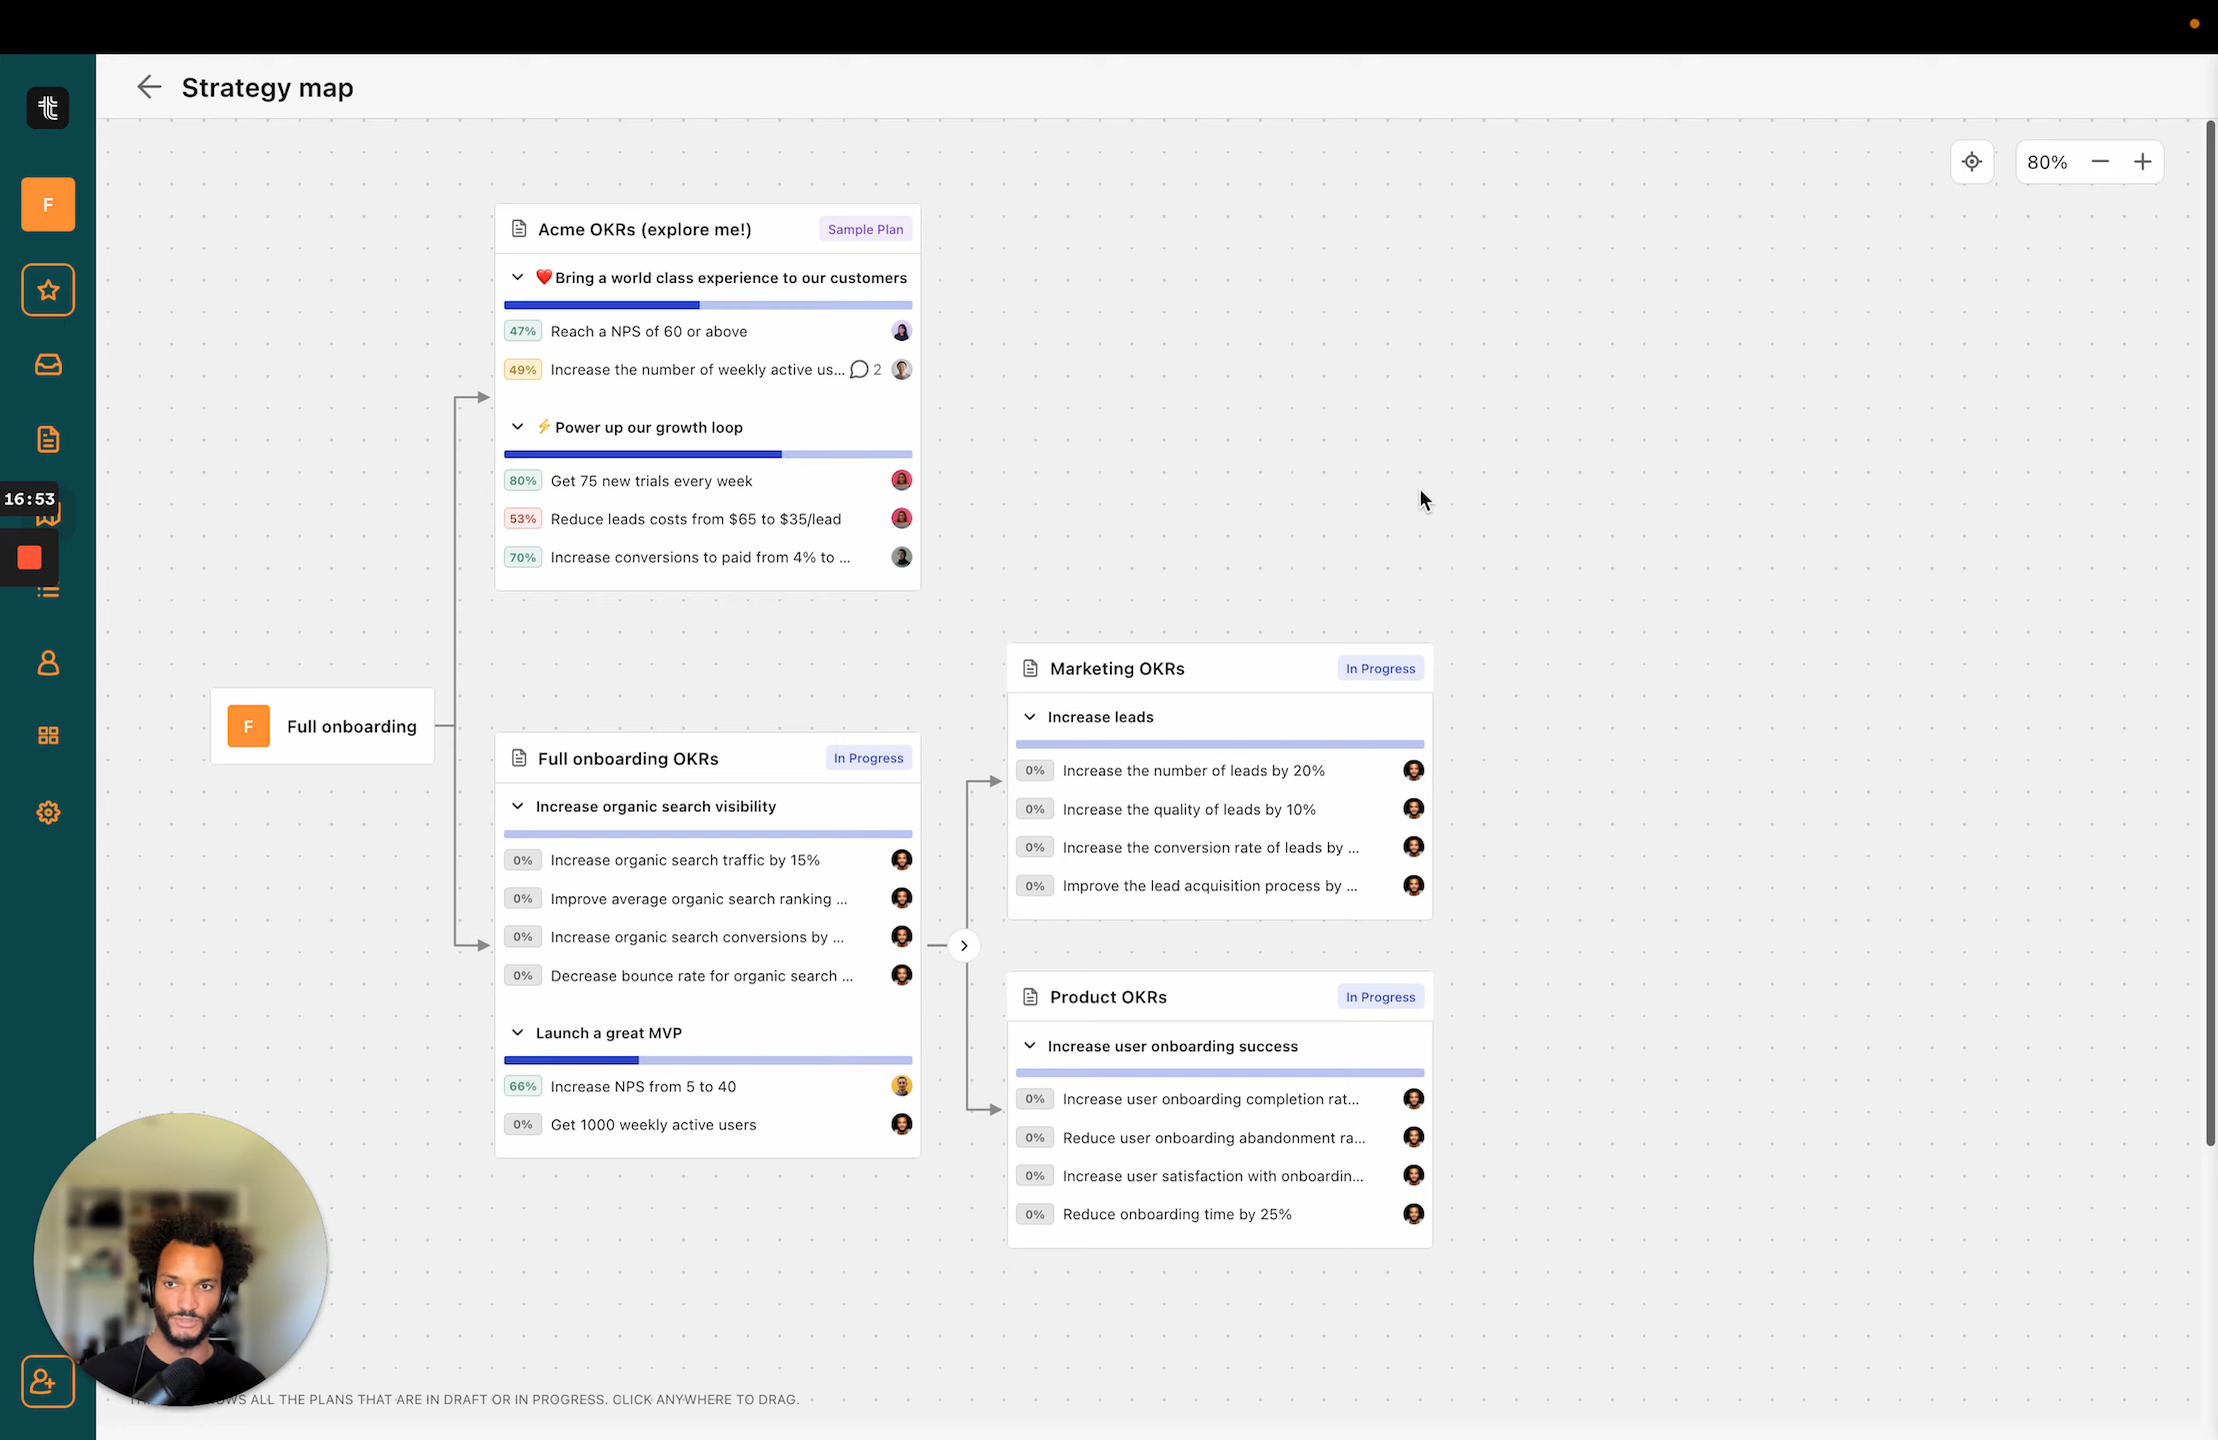 Strategy map
F
80%
Acme OKRs (explore me!)
Sample Plan
Bring a world class experience to our customers
47% Reach a NPS of 60 or above
49% Increase the number of weekly active us... 2
Power up our growth loop
80% Get 75 new trials every week
53% Reduce leads costs from $65 to $35/lead
70% Increase conversions to paid from 4% to ...
16:53
F Full onboarding
Full onboarding OKRs
In Progress
Increase organic search visibility
0% Increase organic search traffic by 15%
0% Improve average organic search ranking ...
0% Increase organic search conversions by ...
0% Decrease bounce rate for organic search ...
Launch a great MVP
66% Increase NPS from 5 to 40
0% Get 1000 weekly active users
Marketing OKRs
In Progress
Increase leads
0% Increase the number of leads by 20%
0% Increase the quality of leads by 10%
0% Increase the conversion rate of leads by ...
0% Improve the lead acquisition process by ...
Product OKRs
In Progress
Increase user onboarding success
0% Increase user onboarding completion rat...
0% Reduce user onboarding abandonment ra...
0% Increase user satisfaction with onboardin...
0% Reduce onboarding time by 25%
ALL THE PLANS THAT ARE IN DRAFT OR IN PROGRESS. CLICK ANYWHERE TO DRAG.